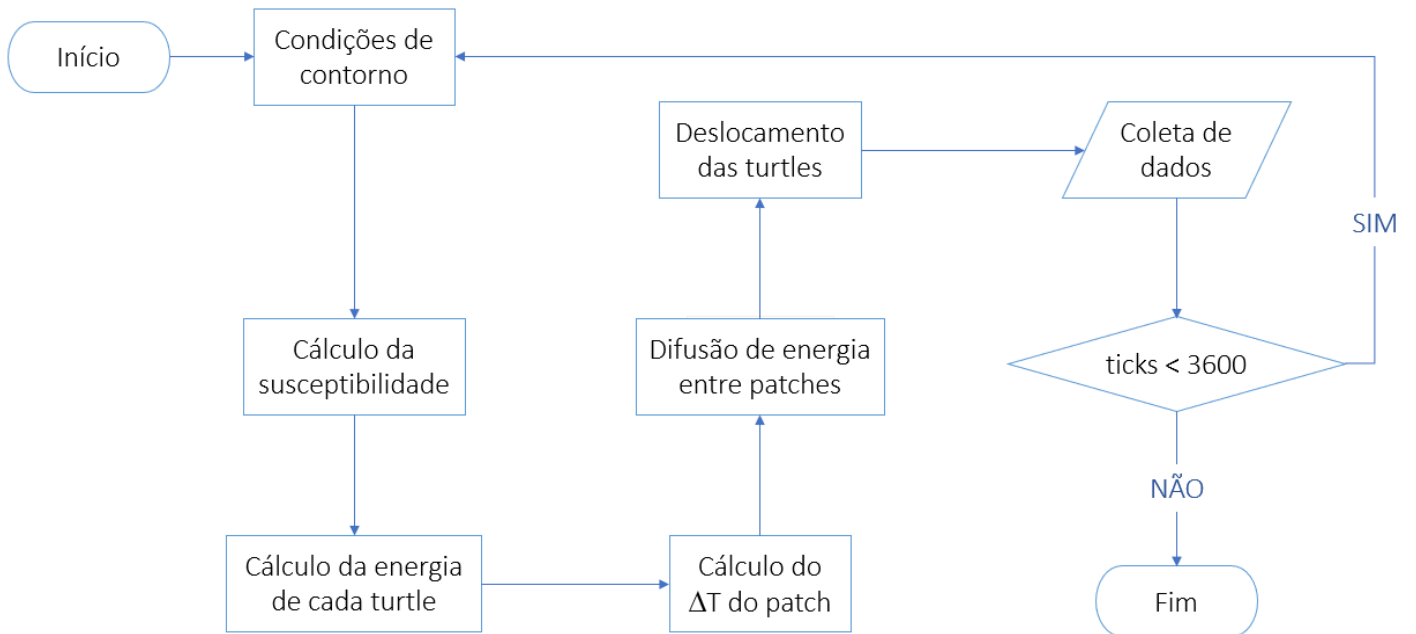 Início
Condições de
contorno
Cálculo da
susceptibilidade
Cálculo da energia
de cada turtle
Cálculo do
ΔT do patch
Difusão de energia
entre patches
Deslocamento
das turtles
Coleta de
dados
ticks < 3600
SIM
NÃO
Fim